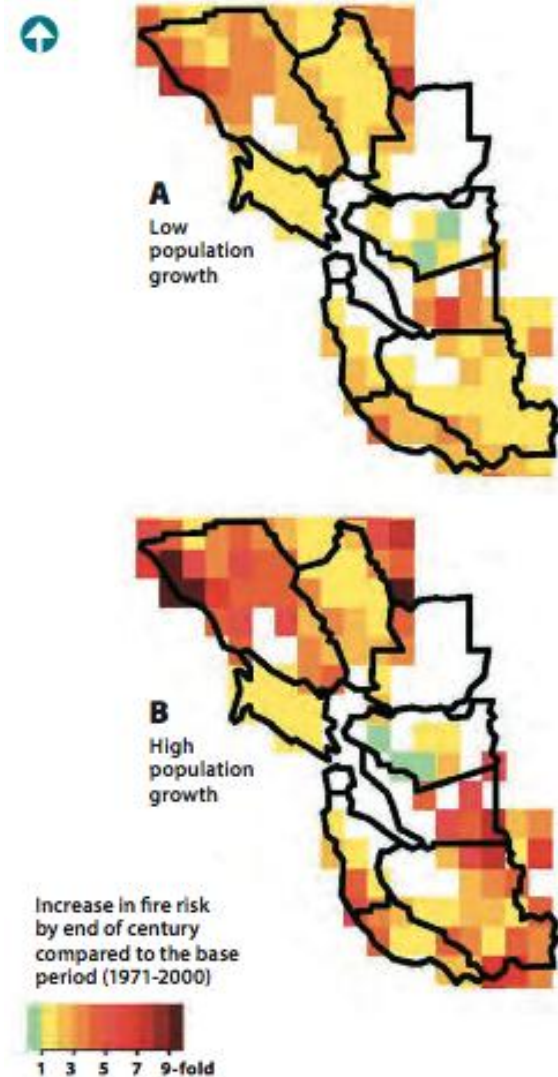 A
Low
population
growth
B
High
population
growth
Increase in fire risk
by end of century
compared to the base
period (1971-2000)
1 3 5 7 9-fold